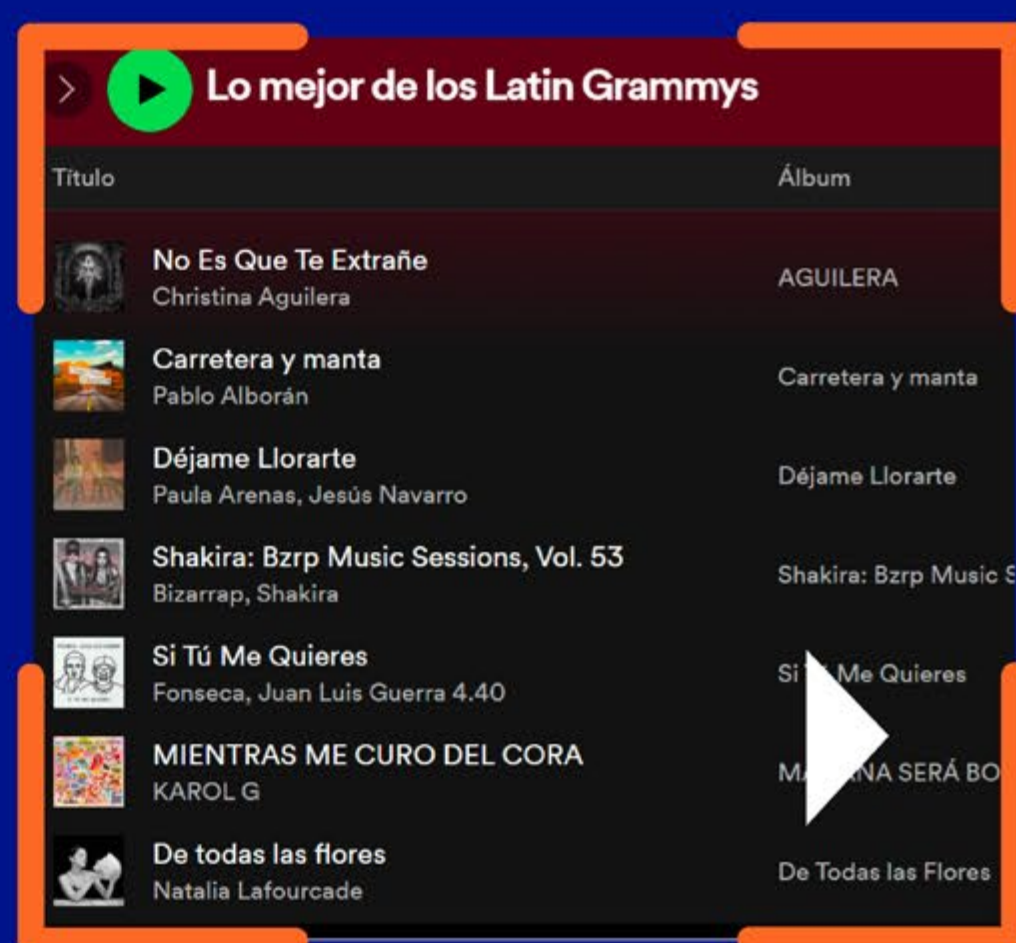 Lo mejor de los Latin Grammys
Título Álbum
No Es Que Te Extrañe
Christina Aguilera
AGUILERA
Carretera y manta
Pablo Alborán
Carretera y manta
Déjame Llorarte
Paula Arenas, Jesús Navarro
Déjame Llorarte
Shakira: Bzrp Music Sessions, Vol. 53
Bizarrap, Shakira
Shakira: Bzrp Music S
Si Tú Me Quieres
Fonseca, Juan Luis Guerra 4.40
Si Me Quieres
MIENTRAS ME CURO DEL CORA
KAROL G
SERÁ BO
De todas las flores
Natalia Lafourcade
De Todas las Flores